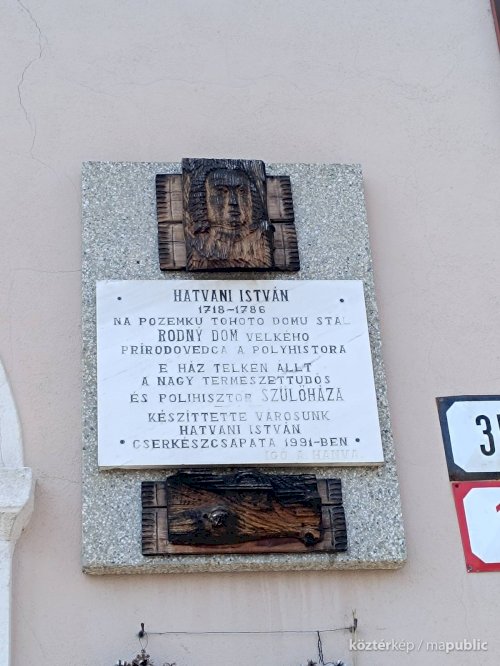 HATVANI ISTVÁN
1718-1786
NA POZEMKU TOHOTO DOMU STÁL
RODNÝ DOM VELKÉHO
PRÍRODOVEDCA A POLYHISTORA
E HÁZ TELKÉN ÁLLT
A NAGY TERMÉSZETTUDÓS
ÉS POLIHISZTOR SZÜLŐHÁZA
KÉSZÍTTETTE VÁROSUNK
HATVANI ISTVÁN
• CSERKÉSZCSAPATA 1991-BEN •
köztérkép / mapublic